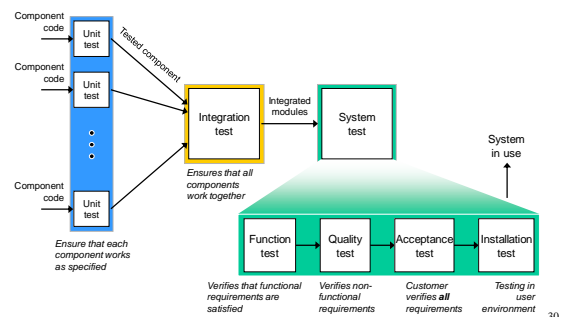 Component
code
Unit
test
Tested component
Component
code
Unit
test
Integration
test
Integrated
modules
System
test
System
in use
Ensures that all
components
work together
Component
code
Unit
test
Ensure that each
component works
as specified
Function
test
Quality
test
Acceptance
test
Installation
test
Verifies that functional
requirements are
satisfied
Verifies non-
functional
requirements
Customer
verifies all
requirements
Testing in
user
environment